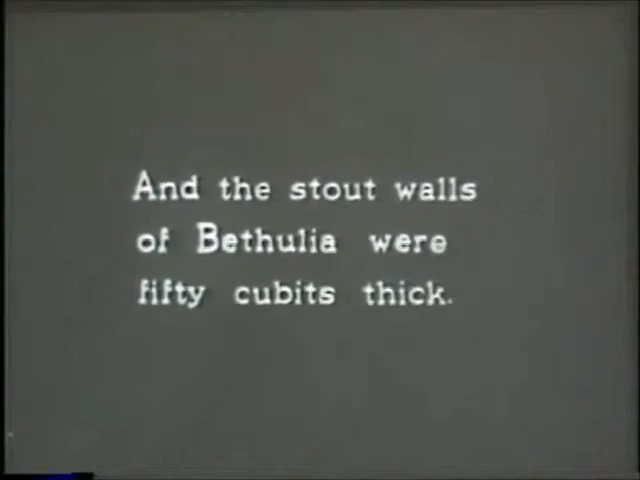 And the stout walls
of Bethulia were
fifty cubits thick.